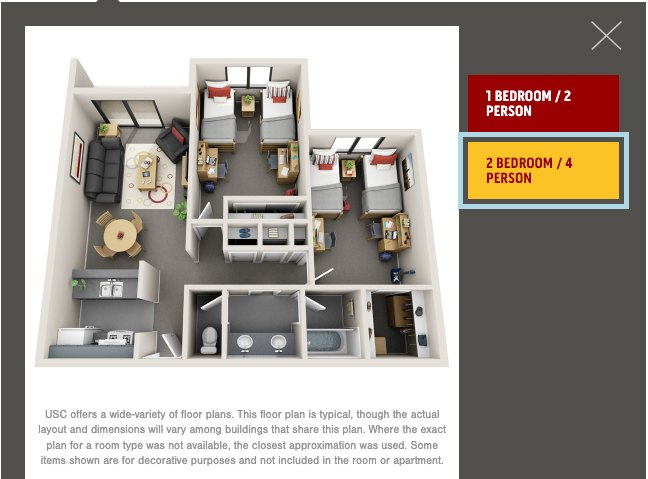 1 BEDROOM / 2
PERSON
2 BEDROOM / 4
PERSON
USC offers a wide-variety of floor plans. This floor plan is typical, though the actual
layout and dimensions will vary among buildings that share this plan. Where the exact
plan for a room type was not available, the closest approximation was used. Some
items shown are for decorative purposes and not included in the room or apartment.